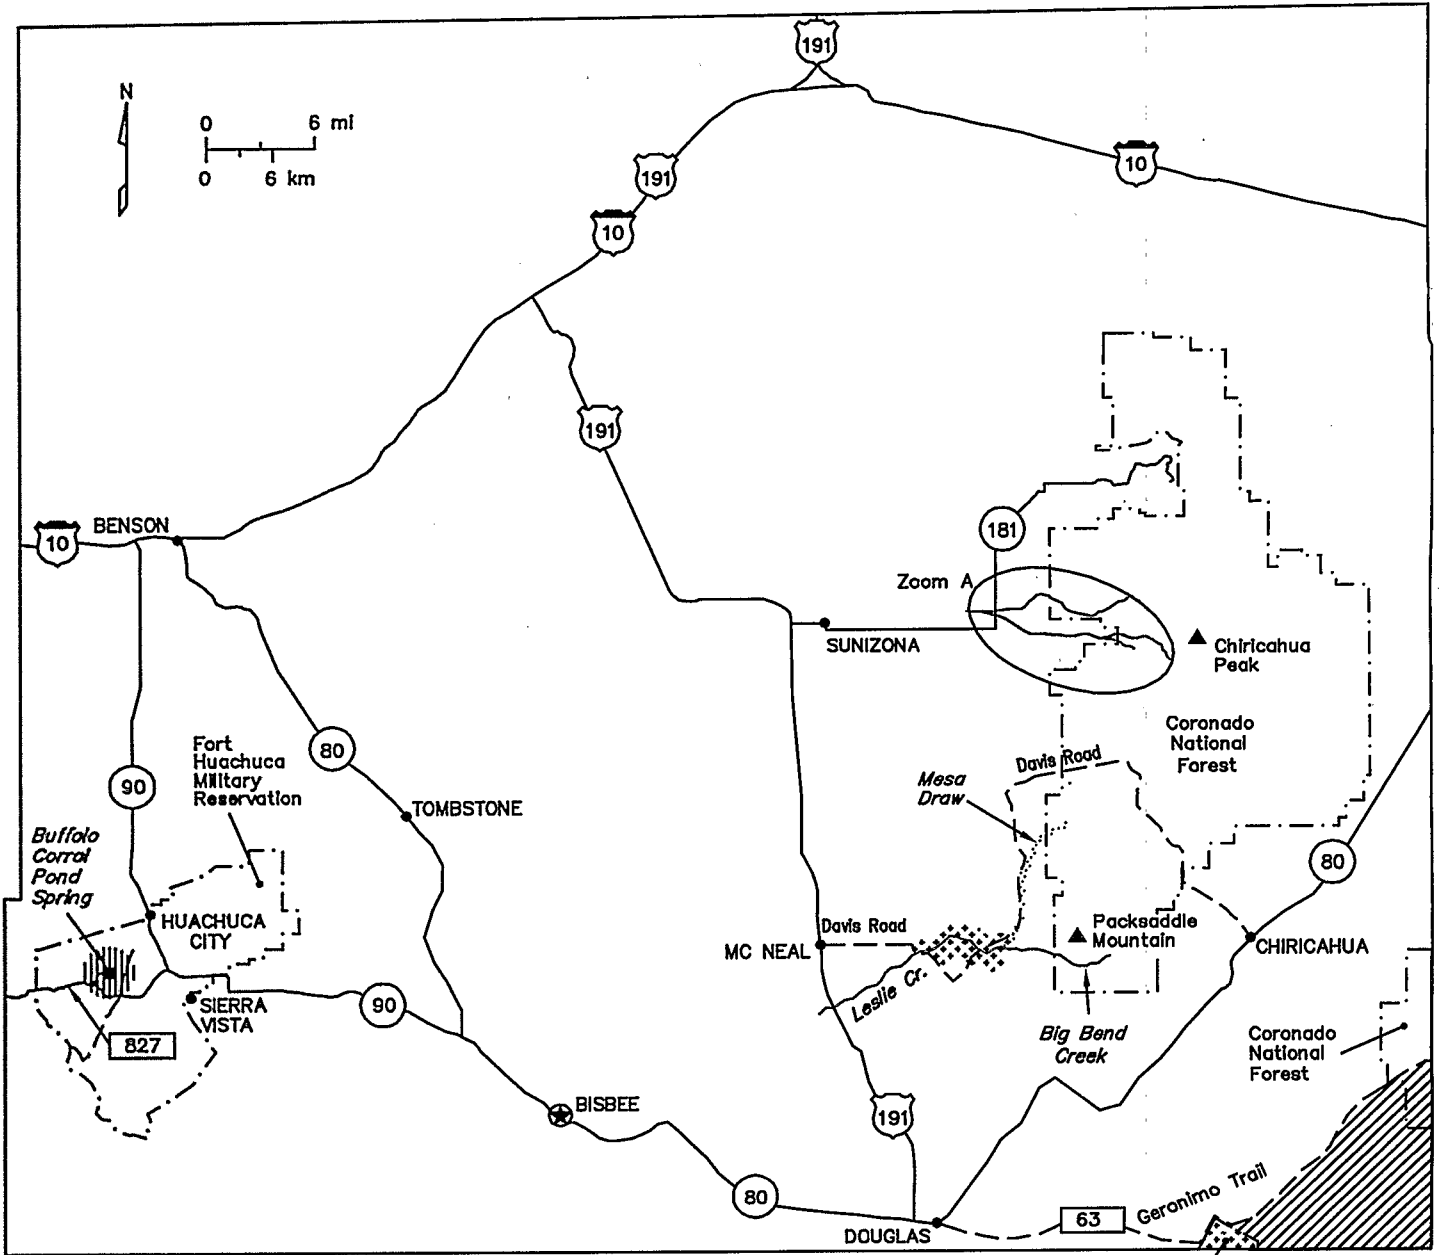 191
N
0 6 mi
0 6 km
10
191
10
191
10
BENSON
181
Zoom A
SUNIZONA
Chiricahua
Peak
Coronado
National
Forest
Davis Road
Mesa
Draw
80
90
Fort
Huachuca
Military
Reservation
TOMBSTONE
Buffolo
Corral
Pond
Spring
80
HUACHUCA
CITY
Davis Road
MC NEAL
Packsaddle
Mountain
CHIRICAHUA
Leslie Cr.
SIERRA
VISTA
90
827
Big Bend
Creek
Coronado
National
Forest
BISBEE
191
80
DOUGLAS
63
Geronimo Trail